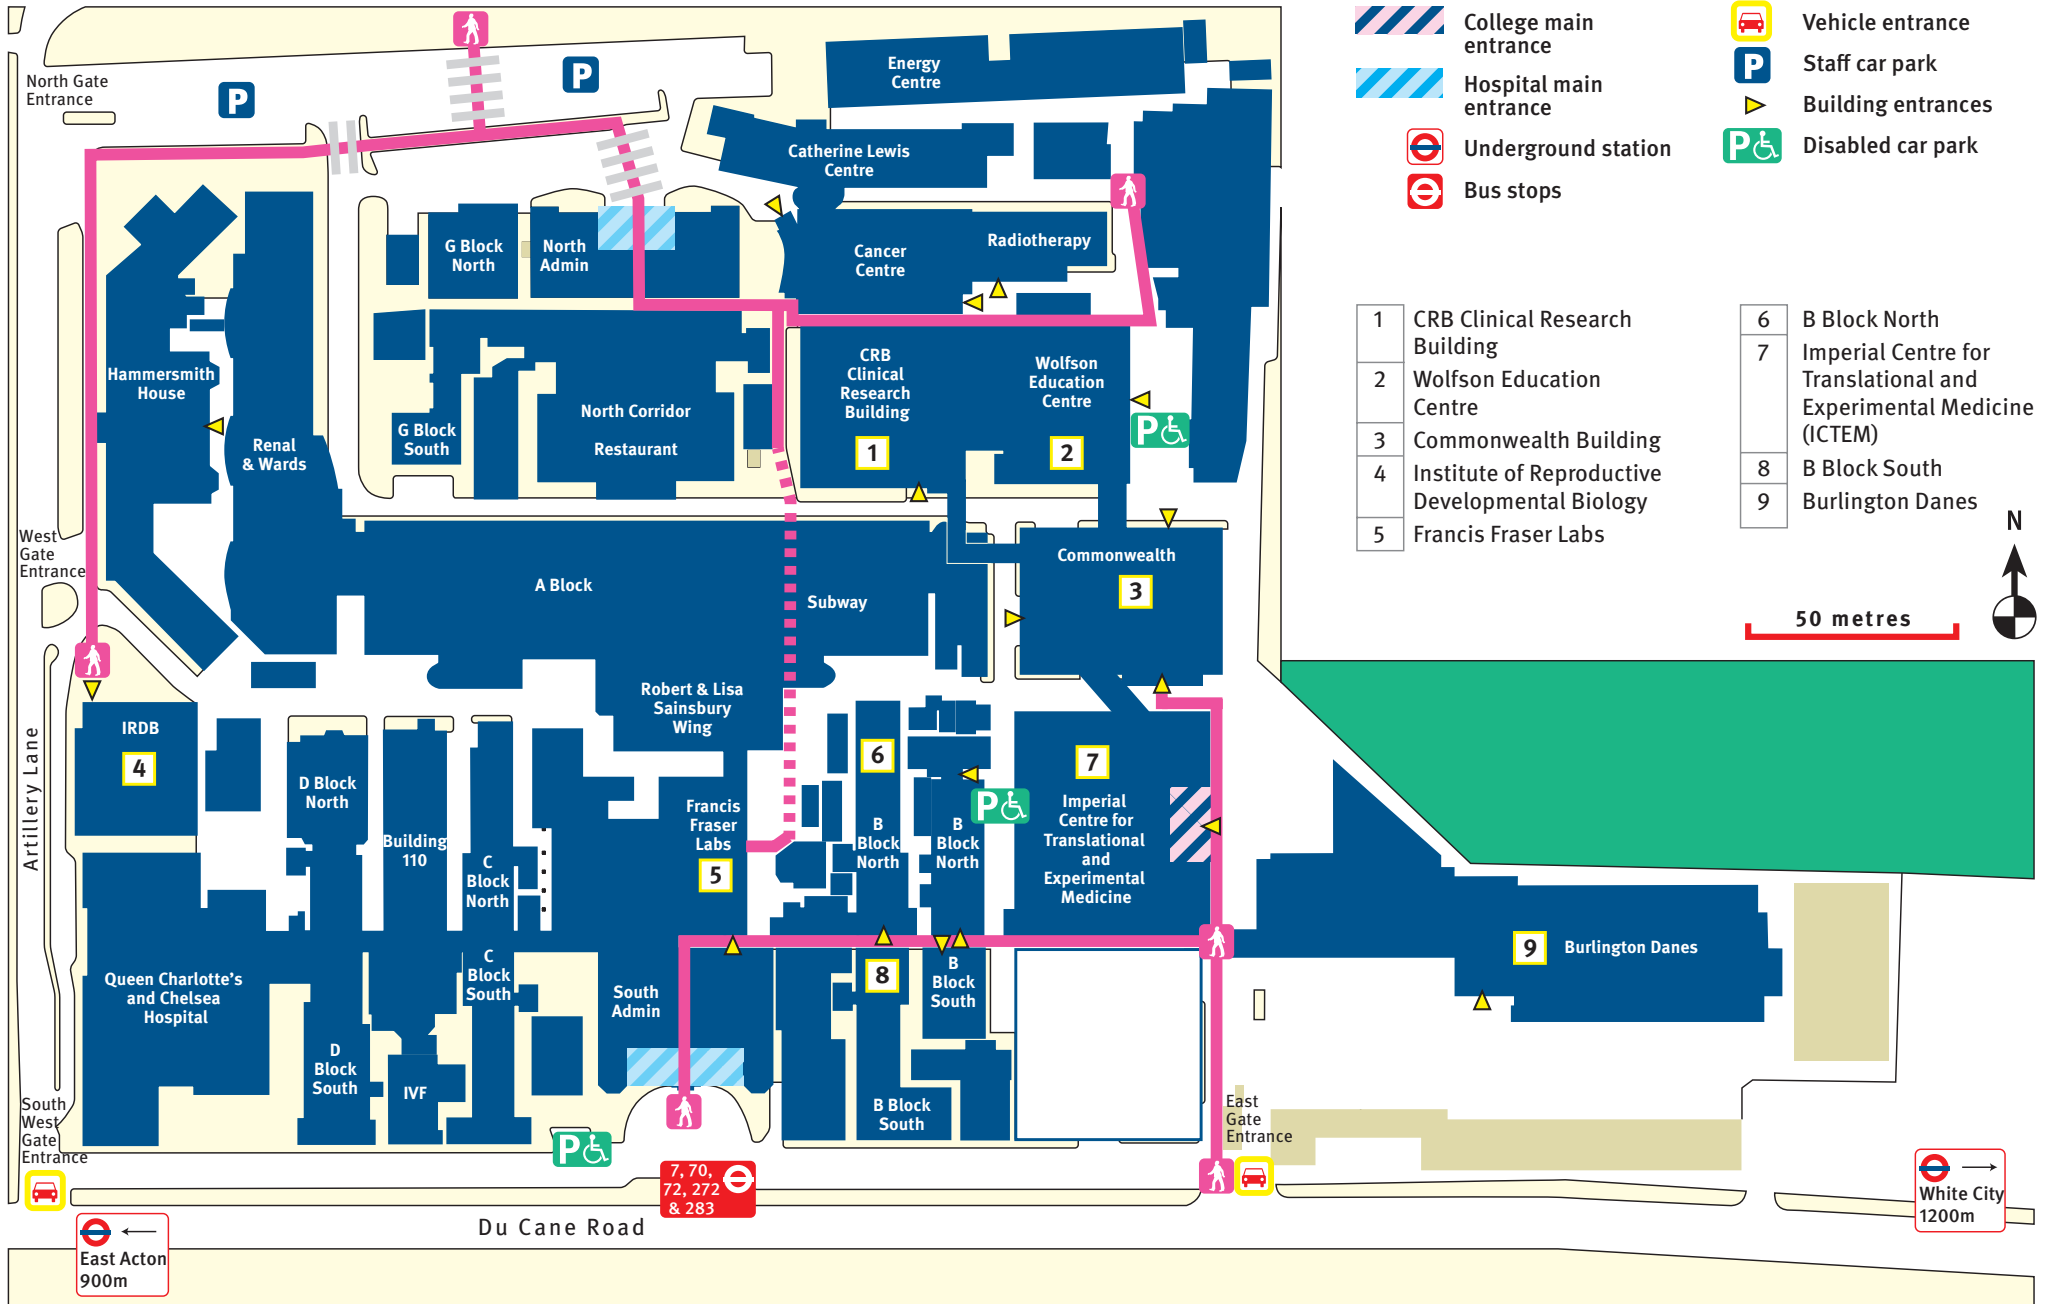 North Gate
Entrance
P
P
Energy
Centre
Catherine Lewis
Centre
G Block
North
North
Admin
Cancer
Centre
Radiotherapy
Hammersmith
House
Renal
& Wards
G Block
South
North Corridor
Restaurant
CRB
Clinical
Research
Building
1
Wolfson
Education
Centre
2
P
West
Gate
Entrance
A Block
Subway
Commonwealth
3
Robert & Lisa
Sainsbury
Wing
Artillery Lane
IRDB
4
D Block
North
Building
110
C
Block
North
Francis
Fraser
Labs
5
6
B
Block
North
B
Block
North
P
7
Imperial
Centre for
Translational
and
Experimental
Medicine
Queen Charlotte's
and Chelsea
Hospital
D
Block
South
IVF
C
Block
South
South
Admin
8
B
Block
South
B Block
South
9
Burlington Danes
South
West
Gate
Entrance
East
Gate
Entrance
P
7, 70,
72, 272
& 283
Du Cane Road
East Acton
900m
White City
1200m
College main
entrance
Hospital main
entrance
Underground station
Bus stops
Vehicle entrance
P
Staff car park
Building entrances
P
Disabled car park
1 CRB Clinical Research
Building
2 Wolfson Education
Centre
3 Commonwealth Building
4 Institute of Reproductive
Developmental Biology
5 Francis Fraser Labs
6 B Block North
7 Imperial Centre for
Translational and
Experimental Medicine
(ICTEM)
8 B Block South
9 Burlington Danes
N
50 metres